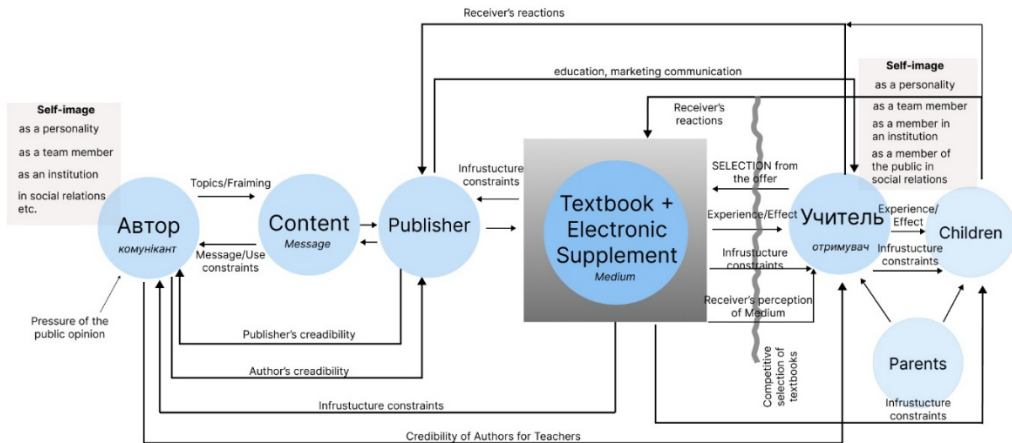 Receiver's reactions
education, marketing communication
Self-image
as a personality
as a team member
as an institution
in social relations
etc.
Self-image
as a personality
as a team member
as a member in
an institution
as a member of
the public in
social relations
Receiver's
reactions
Infrustucture
constraints
SELECTION from
the offer
Topics/Fraiming
Автор
комунікант
Content
Message
Publisher
Textbook +
Electronic
Supplement
Medium
Experience/Effect
Учитель
отримувач
Experience/
Effect
Children
Message/Use
constraints
Infrustucture
constraints
Infrustucture
constraints
Receiver's perception
of Medium
Pressure of the
public opinion
Publisher's creadibility
Author's creadibility
Competitive
selection of
textbooks
Parents
Infrustucture
constraints
Infrustucture constraints
Credibility of Authors for Teachers